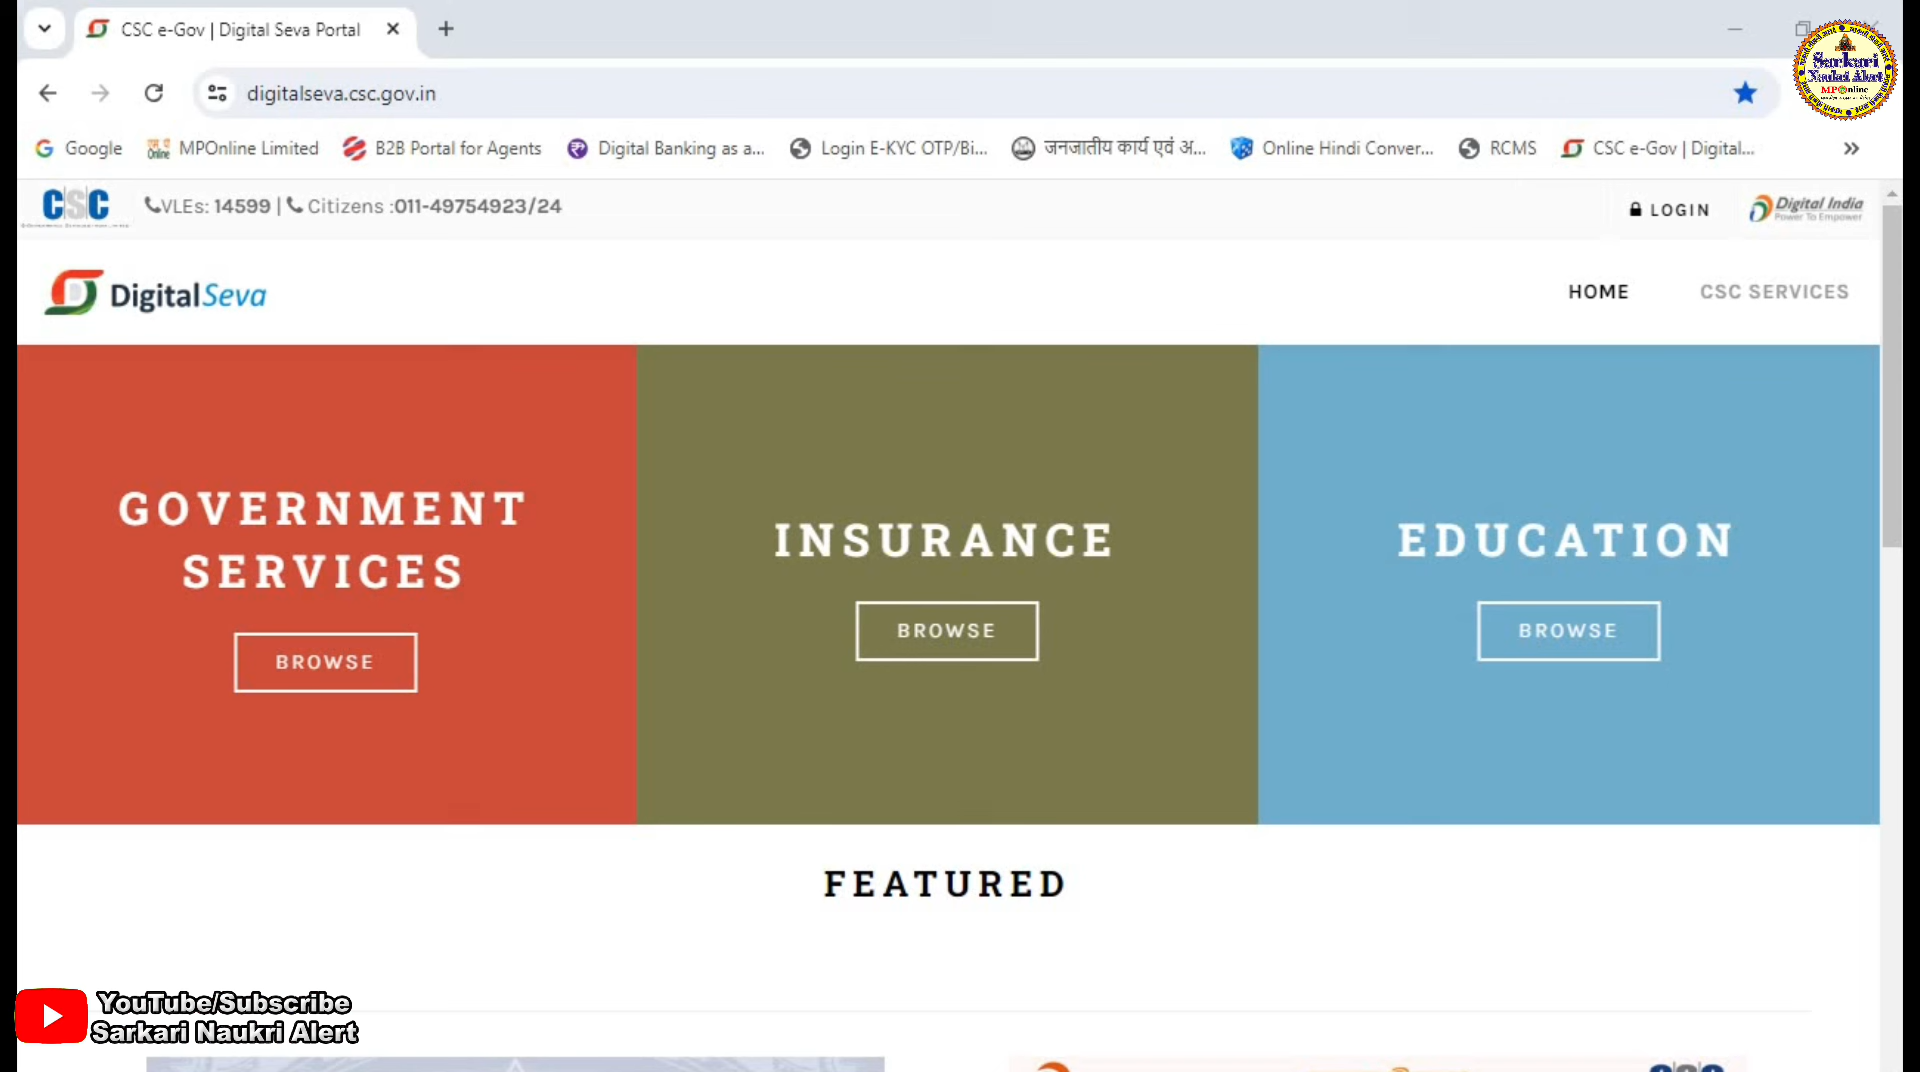 CSC e-Gov | Digital Seva Portal
Sarkari
Naukri Alert
MPOnline
digitalseva.csc.gov.in
Google
MPOnline Limited
B2B Portal for Agents
Digital Banking as a...
Login E-KYC OTP/Bi...
जनजातीय कार्य एवं अ...
Online Hindi Conver...
RCMS
CSC e-Gov | Digital...
CSC
VLEs: 14599 | Citizens :011-49754923/24
LOGIN
Digital India
Power To Empower
DigitalSeva
HOME
CSC SERVICES
GOVERNMENT
SERVICES
BROWSE
INSURANCE
BROWSE
EDUCATION
BROWSE
FEATURED
YouTube/Subscribe
Sarkari Naukri Alert